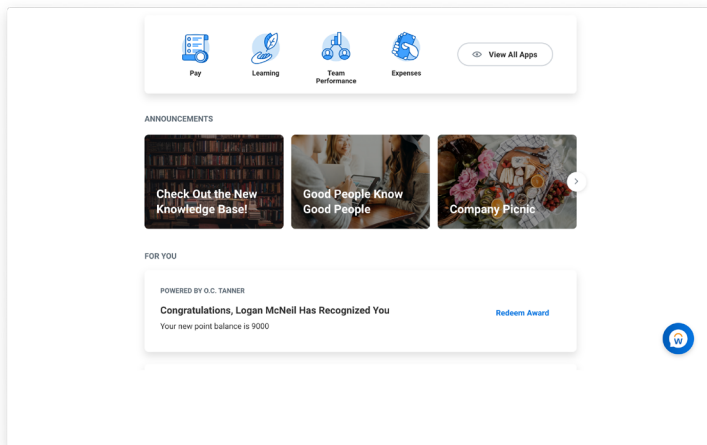 Pay
Learning
Team
Performance
Expenses
View All Apps
ANNOUNCEMENTS
Check Out the New
Knowledge Base!
Good People Know
Good People
Company Picnic
FOR YOU
POWERED BY O.C. TANNER
Congratulations, Logan McNeil Has Recognized You
Your new point balance is 9000
Redeem Award
w